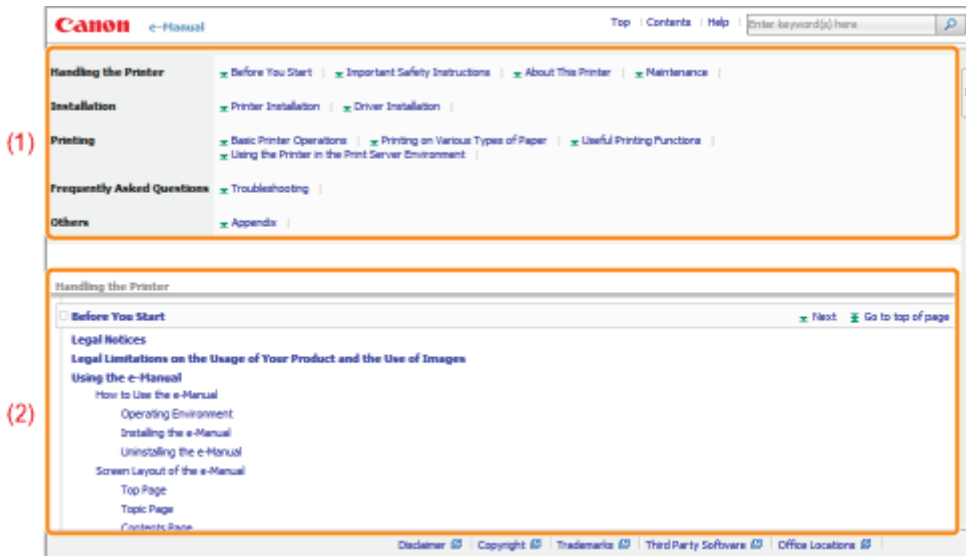 Canon e-Manual Top Contents Help Enter keyword(s) here
(1)
Handling the Printer Before You Start Important Safety Instructions About This Printer Maintenance
Installation Printer Installation Driver Installation
Printing Basic Printer Operations Printing on Various Types of Paper Useful Printing Functions
Using the Printer in the Print Server Environment
Frequently Asked Questions Troubleshooting
Others Appendix
(2)
Handling the Printer
Before You Start Next Go to top of page
Legal Notices
Legal Limitations on the Usage of Your Product and the Use of Images
Using the e-Manual
How to Use the e-Manual
Operating Environment
Installing the e-Manual
Uninstalling the e-Manual
Screen Layout of the e-Manual
Top Page
Topic Page
Contents Page
Disclaimer Copyright Trademarks Third Party Software Office Locations